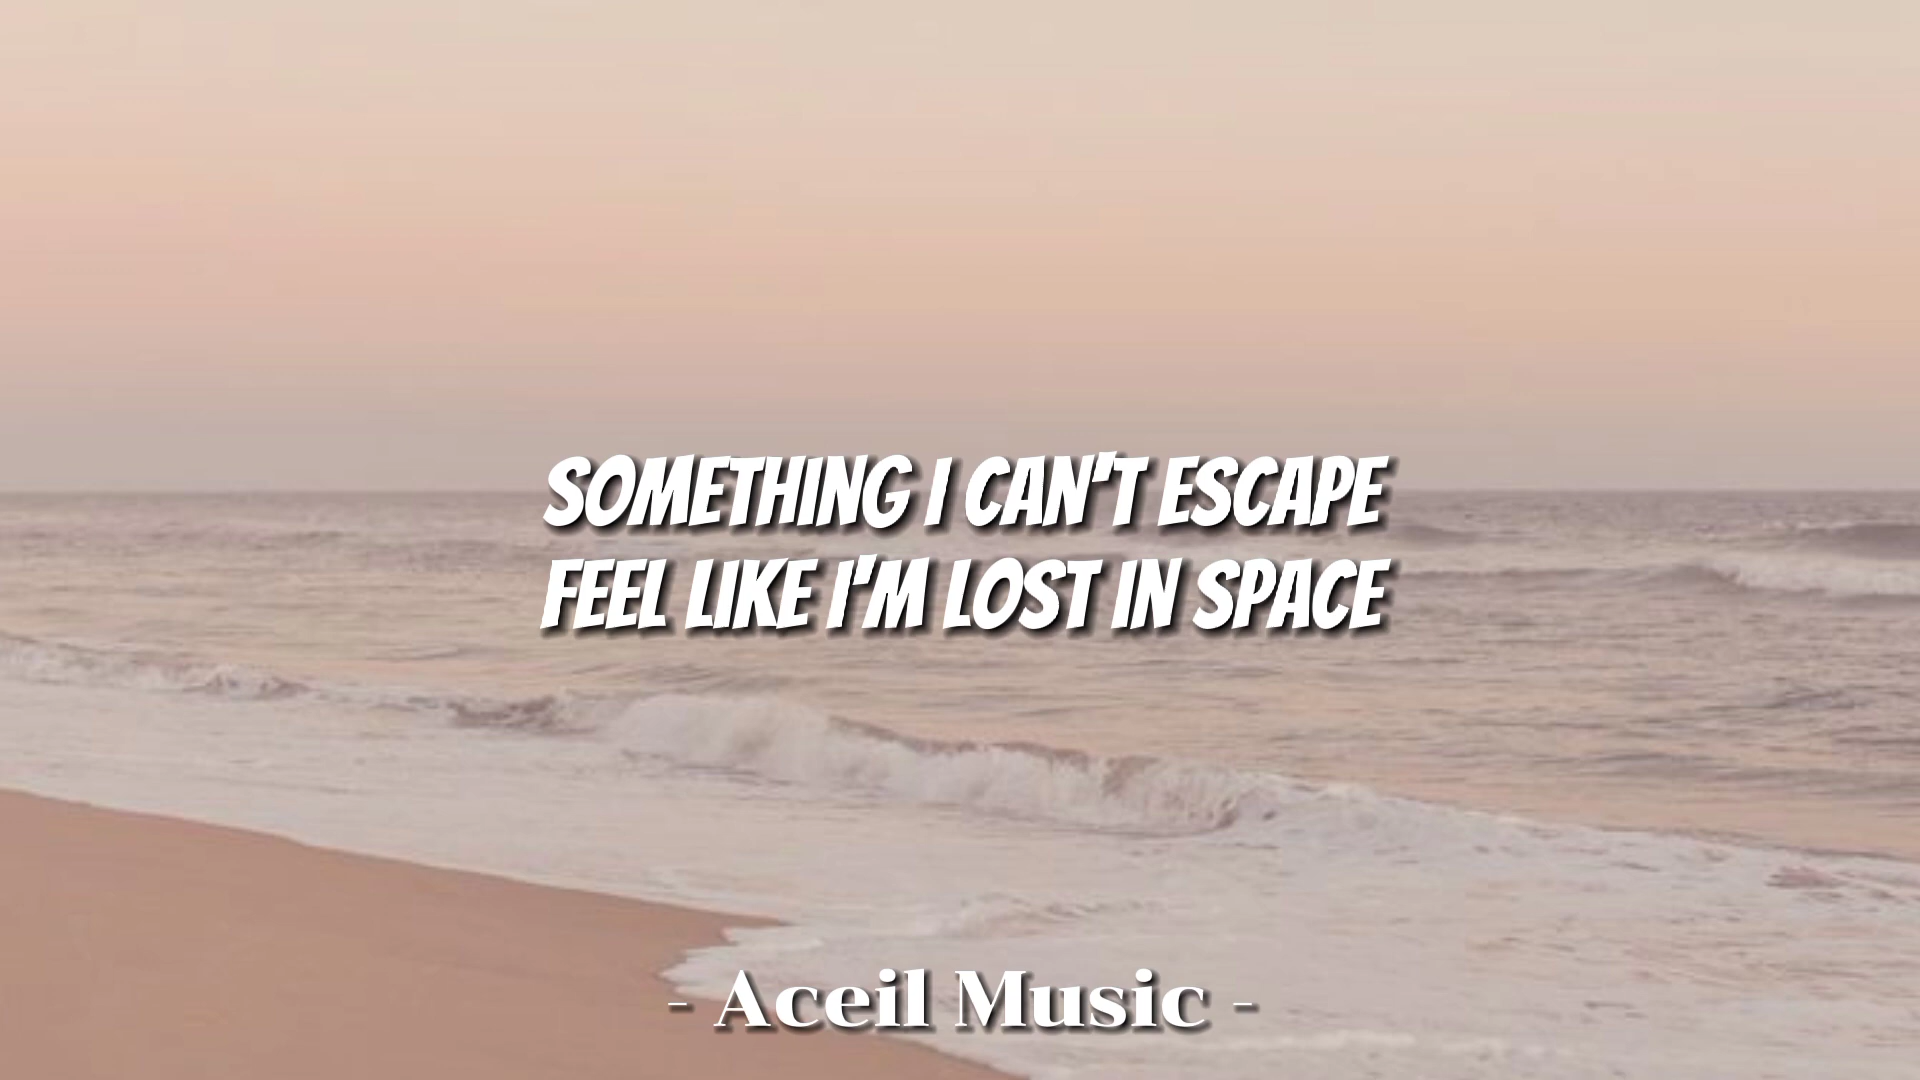 SOMETHING I CAN'T ESCAPE
FEEL LIKE I'M LOST IN SPACE
- Aceil Music -